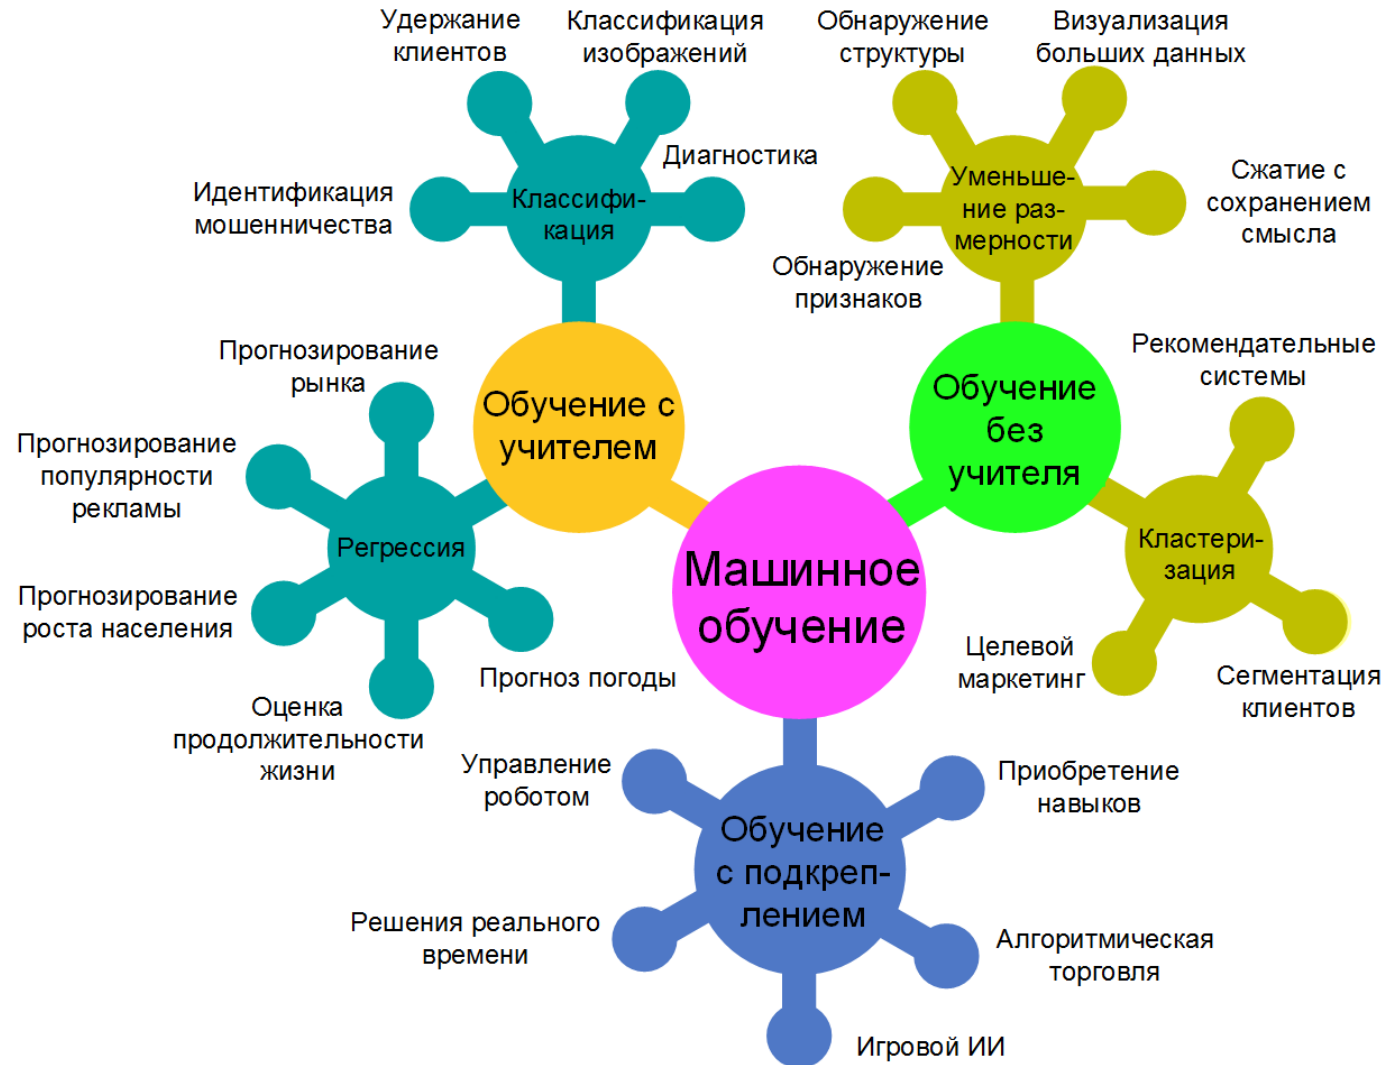 Удержание
клиентов
Классификация
изображений
Обнаружение
структуры
Визуализация
больших данных
Идентификация
мошенничества
Диагностика
Классифи-
кация
Уменьше-
ние раз-
мерности
Сжатие с
сохранением
смысла
Обнаружение
признаков
Прогнозирование
рынка
Обучение с
учителем
Обучение
без
учителя
Рекомендательные
системы
Прогнозирование
популярности
рекламы
Регрессия
Машинное
обучение
Кластери-
зация
Прогнозирование
роста населения
Прогноз погоды
Целевой
маркетинг
Сегментация
клиентов
Оценка
продолжительности
жизни
Управление
роботом
Приобретение
навыков
Обучение
с подкреп-
лением
Решения реального
времени
Алгоритмическая
торговля
Игровой ИИ